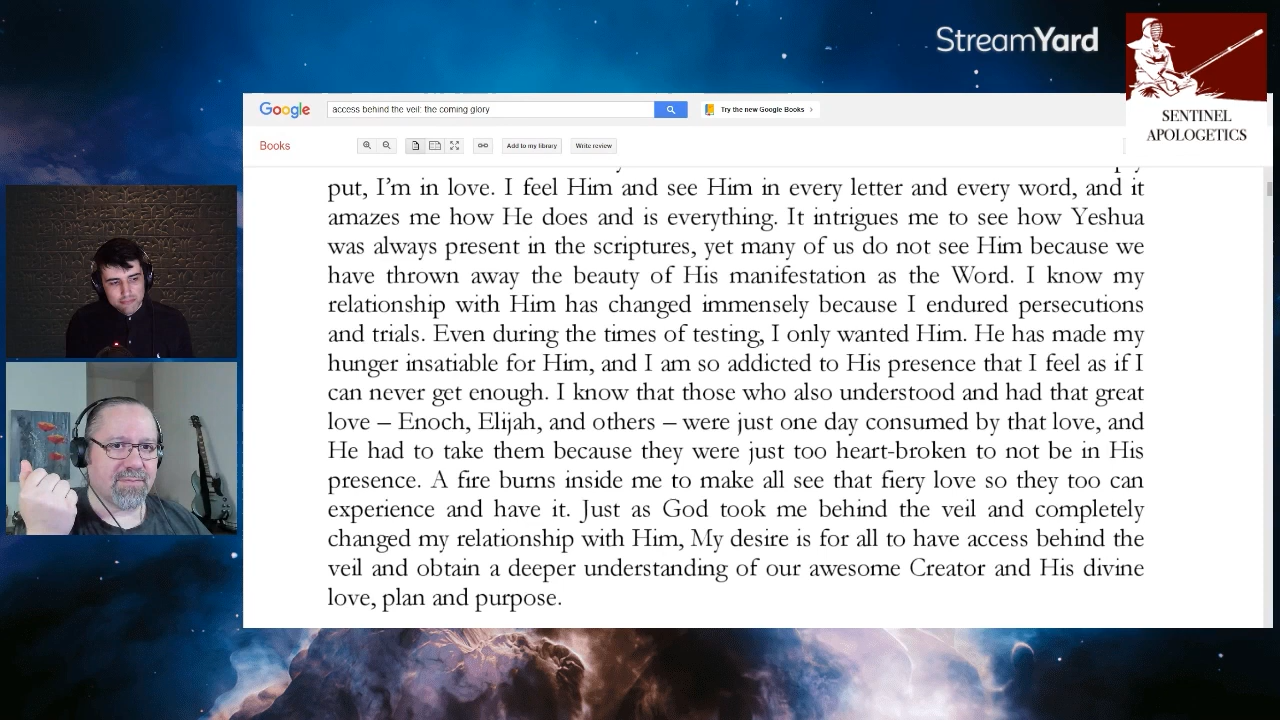 StreamYard
SENTINEL
APOLOGETICS
Google
access behind the veil: the coming glory
Try the new Google Books
Books
Add to my library
Write review
put, I'm in love. I feel Him and see Him in every letter and every word, and it
amazes me how He does and is everything. It intrigues me to see how Yeshua
was always present in the scriptures, yet many of us do not see Him because we
have thrown away the beauty of His manifestation as the Word. I know my
relationship with Him has changed immensely because I endured persecutions
and trials. Even during the times of testing, I only wanted Him. He has made my
hunger insatiable for Him, and I am so addicted to His presence that I feel as if I
can never get enough. I know that those who also understood and had that great
love – Enoch, Elijah, and others – were just one day consumed by that love, and
He had to take them because they were just too heart-broken to not be in His
presence. A fire burns inside me to make all see that fiery love so they too can
experience and have it. Just as God took me behind the veil and completely
changed my relationship with Him, My desire is for all to have access behind the
veil and obtain a deeper understanding of our awesome Creator and His divine
love, plan and purpose.